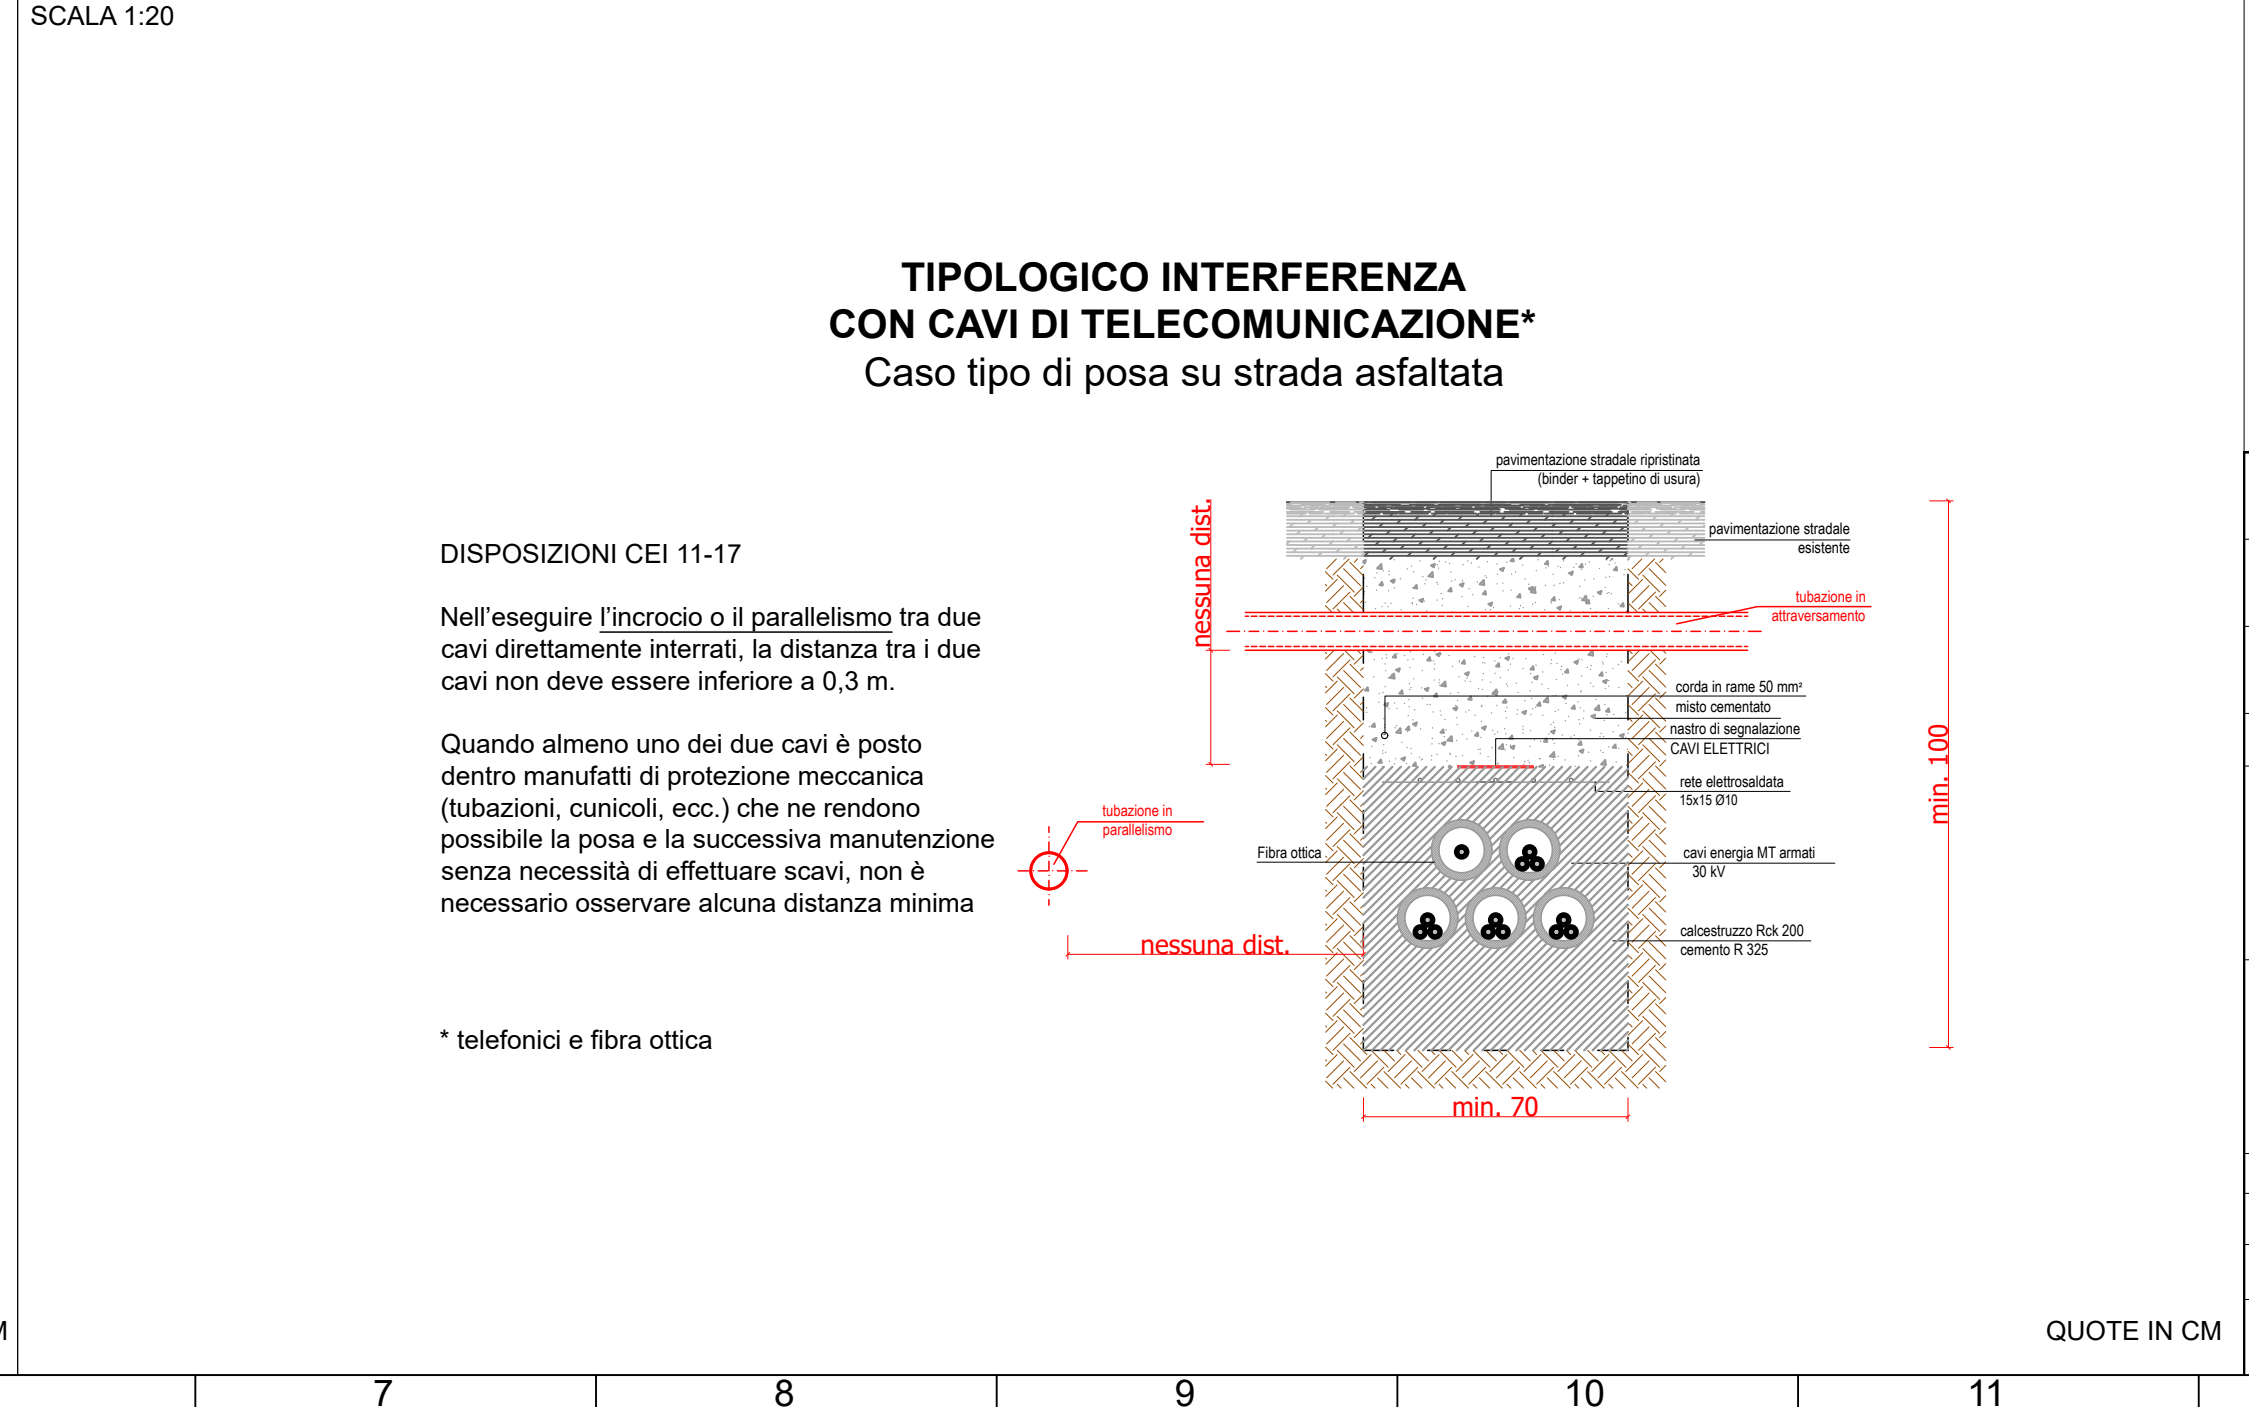 SCALA 1:20
TIPOLOGICO INTERFERENZA
CON CAVI DI TELECOMUNICAZIONE*
Caso tipo di posa su strada asfaltata
DISPOSIZIONI CEI 11-17
Nell'eseguire l'incrocio o il parallelismo tra due
cavi direttamente interrati, la distanza tra i due
cavi non deve essere inferiore a 0,3 m.
Quando almeno uno dei due cavi è posto
dentro manufatti di protezione meccanica
(tubazioni, cunicoli, ecc.) che ne rendono
possibile la posa e la successiva manutenzione
senza necessità di effettuare scavi, non è
necessario osservare alcuna distanza minima
* telefonici e fibra ottica
pavimentazione stradale ripristinata
(binder + tappetino di usura)
nessuna dist.
pavimentazione stradale
esistente
tubazione in
attraversamento
corda in rame 50 mm²
misto cementato
nastro di segnalazione
CAVI ELETTRICI
rete elettrosaldata
15x15 Ø10
min. 100
tubazione in
parallelismo
Fibra ottica
cavi energia MT armati
30 kV
calcestruzzo Rck 200
cemento R 325
nessuna dist.
min. 70
QUOTE IN CM
7
8
9
10
11